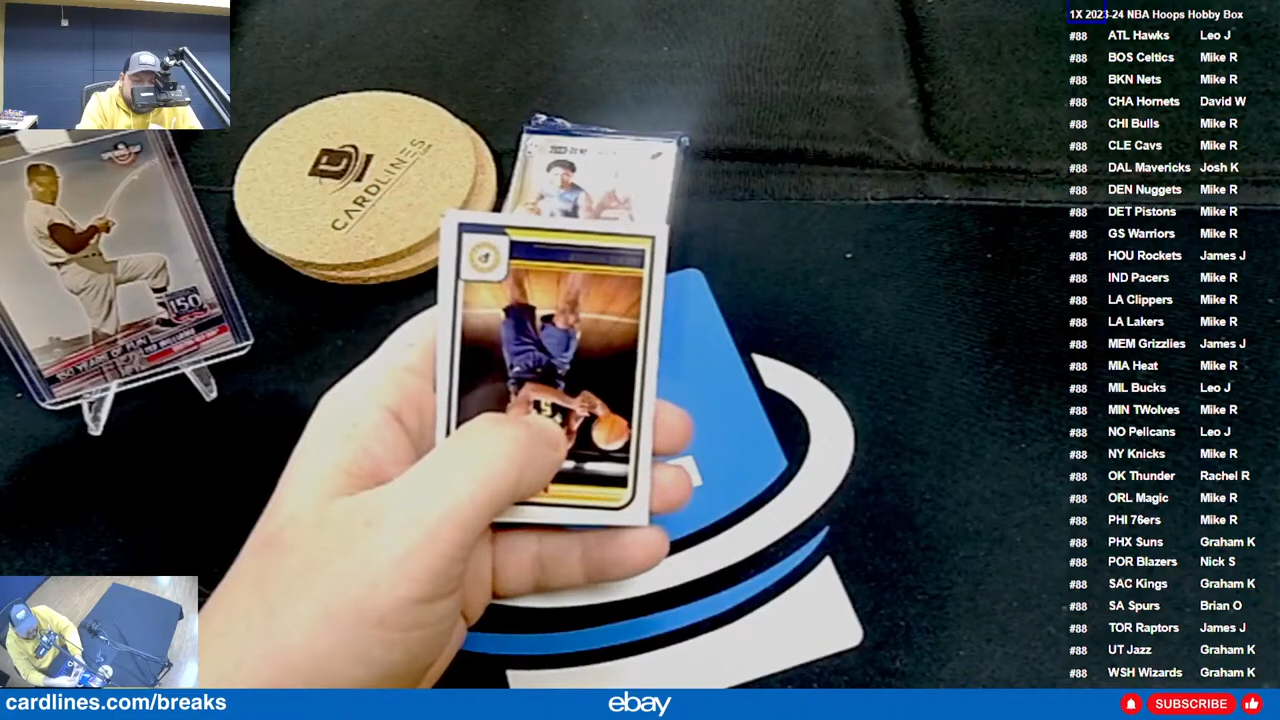 1X 2023-24 NBA Hoops Hobby Box
#88 ATL Hawks Leo J
#88 BOS Celtics Mike R
#88 BKN Nets Mike R
#88 CHA Hornets David W
#88 CHI Bulls Mike R
#88 CLE Cavs Mike R
#88 DAL Mavericks Josh K
#88 DEN Nuggets Mike R
#88 DET Pistons Mike R
#88 GS Warriors Mike R
#88 HOU Rockets James J
#88 IND Pacers Mike R
#88 LA Clippers Mike R
#88 LA Lakers Mike R
#88 MEM Grizzlies James J
#88 MIA Heat Mike R
#88 MIL Bucks Leo J
#88 MIN TWolves Mike R
#88 NO Pelicans Leo J
#88 NY Knicks Mike R
#88 OK Thunder Rachel R
#88 ORL Magic Mike R
#88 PHI 76ers Mike R
#88 PHX Suns Graham K
#88 POR Blazers Nick S
#88 SAC Kings Graham K
#88 SA Spurs Brian O
#88 TOR Raptors James J
#88 UT Jazz Graham K
#88 WSH Wizards Graham K
CARDLINES
150
150 YEARS OF FUN
cardlines.com/breaks
ebay
SUBSCRIBE